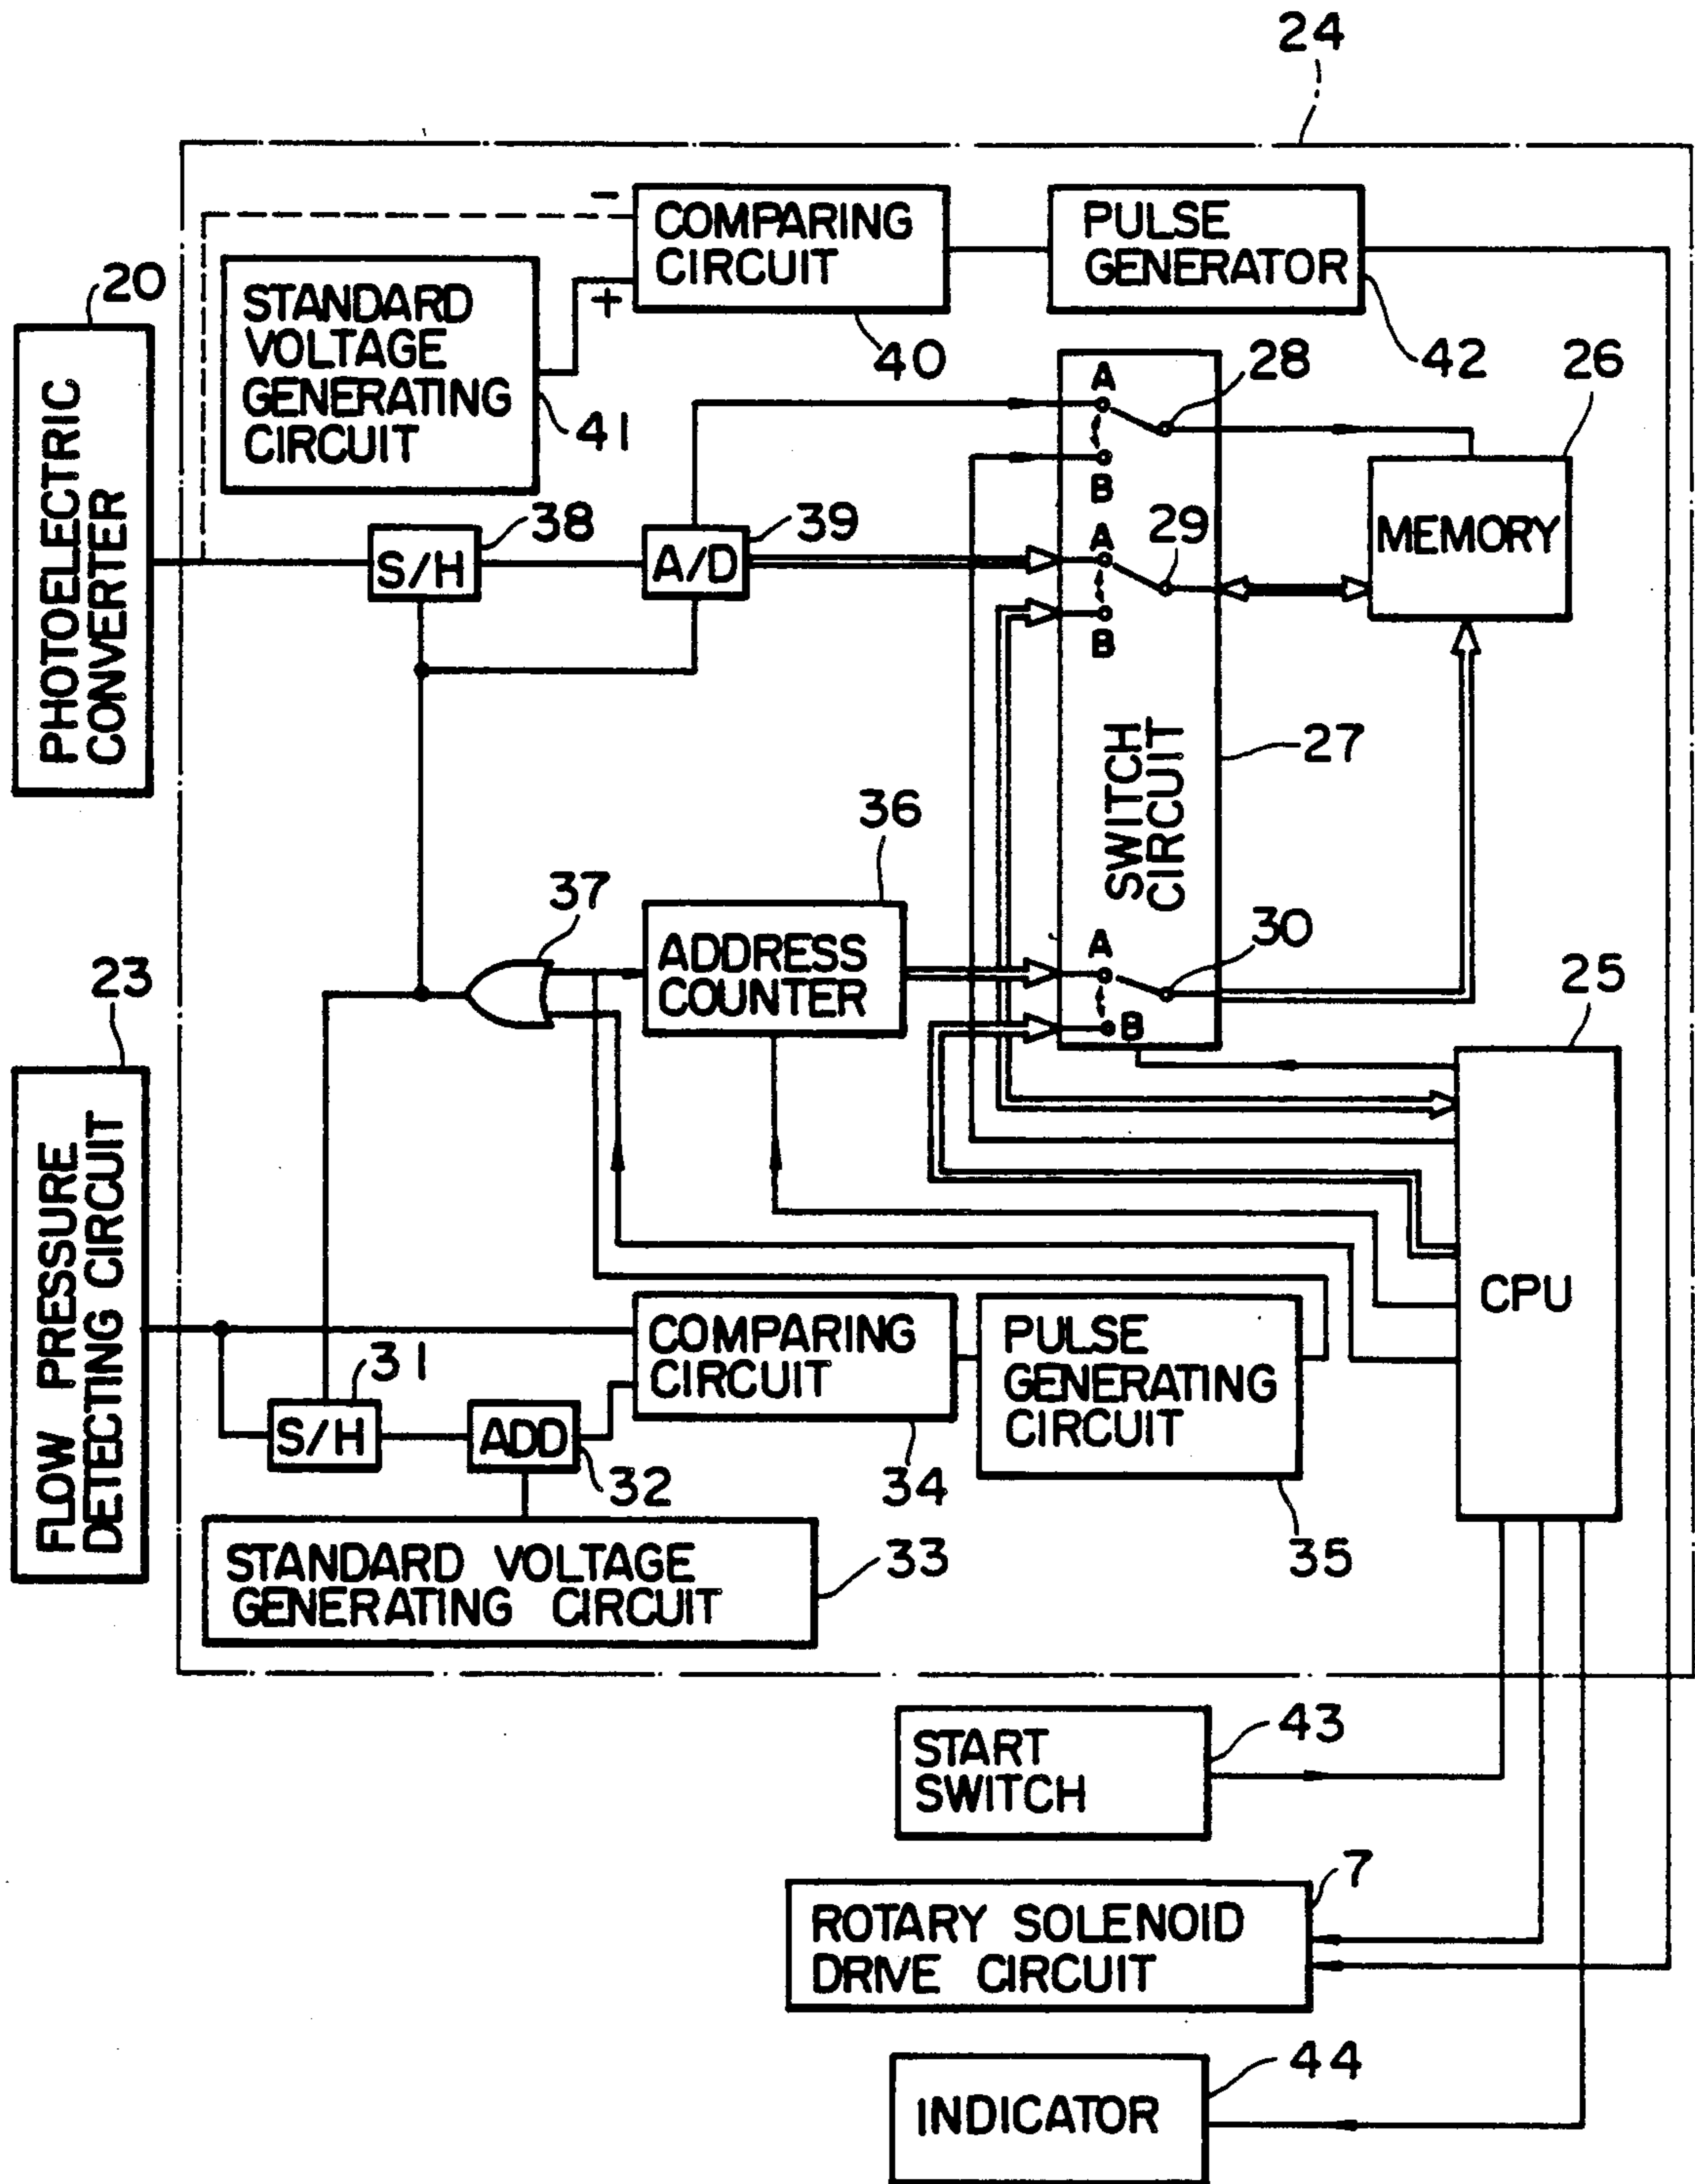 24
COMPARING
CIRCUIT
40
−
+
PULSE
GENERATOR
42
STANDARD
VOLTAGE
GENERATING
CIRCUIT
41
20
PHOTOELECTRIC
CONVERTER
S/H
38
A/D
39
A
B
28
A
B
29
SWITCH
CIRCUIT
27
A
B
30
26
MEMORY
36
ADDRESS
COUNTER
37
23
FLOW PRESSURE
DETECTING CIRCUIT
25
CPU
COMPARING
CIRCUIT
34
PULSE
GENERATING
CIRCUIT
35
31
S/H
ADD
32
STANDARD VOLTAGE
GENERATING CIRCUIT
33
START
SWITCH
43
7
ROTARY SOLENOID
DRIVE CIRCUIT
44
INDICATOR